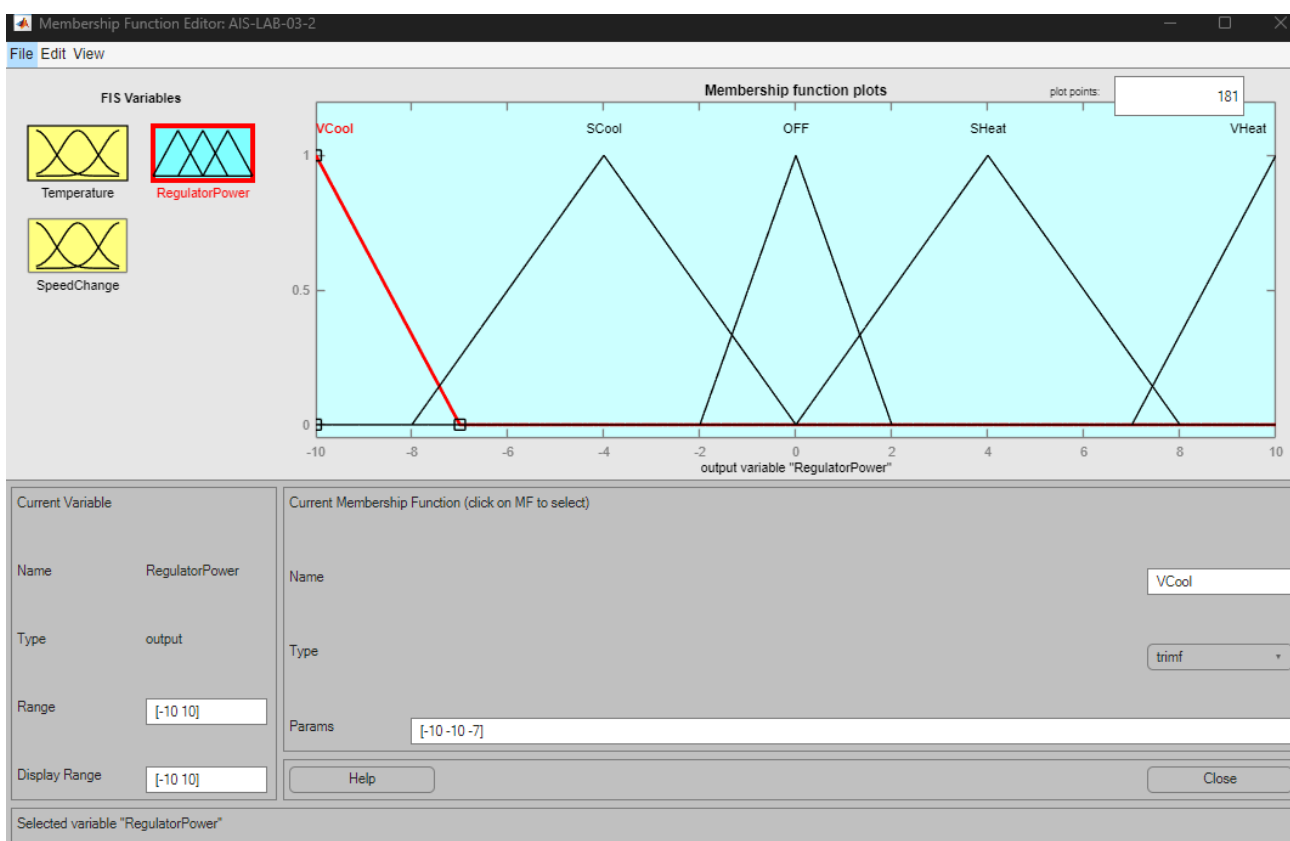 Membership Function Editor: AIS-LAB-03-2
File Edit View
FIS Variables
Temperature
RegulatorPower
SpeedChange
Membership function plots
plot points:
181
VCool
SCool
OFF
SHeat
VHeat
1
0.5
0
-10
-8
-6
-4
-2
0
2
4
6
8
10
output variable "RegulatorPower"
Current Variable
Name
RegulatorPower
Type
output
Range
[-10 10]
Display Range
[-10 10]
Current Membership Function (click on MF to select)
Name
VCool
Type
trimf
Params
[-10 -10 -7]
Help
Close
Selected variable "RegulatorPower"